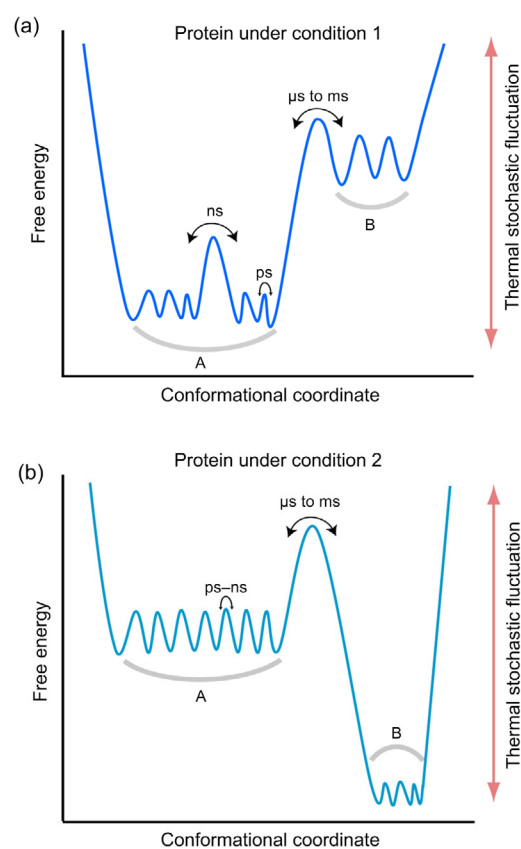 (a)
Protein under condition 1
µs to ms
ns
ps
B
A
Free energy
Thermal stochastic fluctuation
Conformational coordinate
(b)
Protein under condition 2
µs to ms
ps–ns
A
B
Free energy
Thermal stochastic fluctuation
Conformational coordinate